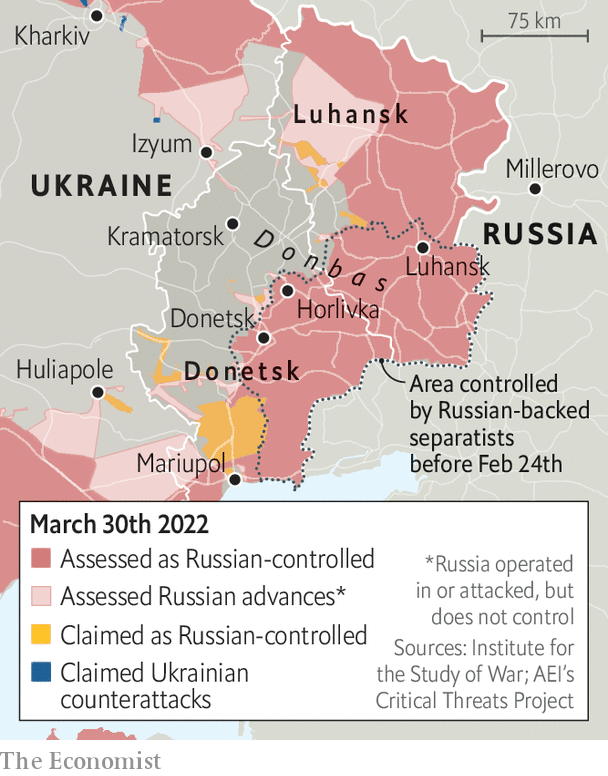 75 km
Kharkiv
Luhansk
Izyum
Millerovo
UKRAINE
RUSSIA
Kramatorsk
Donbas
Luhansk
Horlivka
Donetsk
Huliapole
Donetsk
Area controlled
by Russian-backed
separatists
before Feb 24th
Mariupol
March 30th 2022
Assessed as Russian-controlled
Assessed Russian advances*
Claimed as Russian-controlled
Claimed Ukrainian
counterattacks
*Russia operated
in or attacked, but
does not control
Sources: Institute for
the Study of War; AEI’s
Critical Threats Project
The Economist